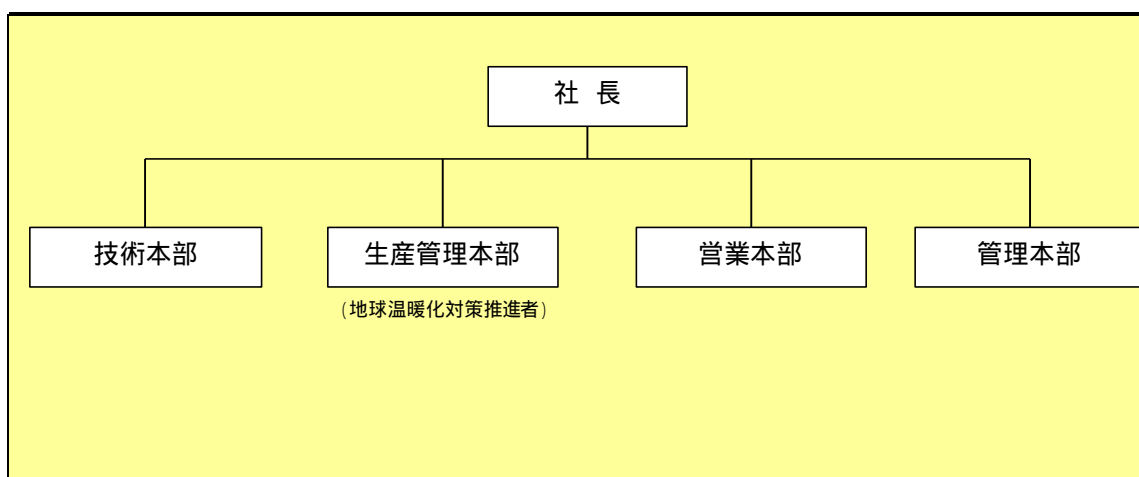 社 長
技術本部
生産管理本部
営業本部
管理本部
(地球温暖化対策推進者)